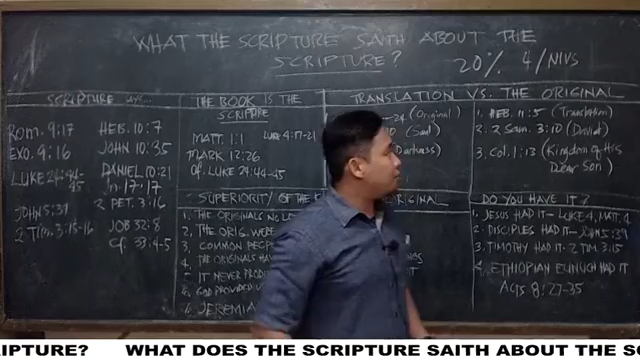 WHAT THE SCRIPTURE SAITH ABOUT THE
SCRIPTURE?
20% 4/NIVS
SCRIPTURE
ROM. 9:17
EXO. 9:16
LUKE 24:44-
45
JOHN 5:39
2 TIM. 3:15-16
HEB. 10:7
JOHN 10:35
DANIEL 10:21
Jn. 17:17
2 PET. 3:16
JOB 32:8
Cf. 33:4-5
THE BOOK IS THE
SCRIPTURE
MATT. 1:1
LUKE 4:17-21
MARK 12:26
Cf. LUKE 24:44-45
SUPERIORITY OF THE
ORIGINAL
1. THE ORIGINALS NO
2. THE ORIG. WERE
3. COMMON PEOP
4. THE ORIGINALS HAV
5. IT NEVER PROD
6. GOD PROVIDED
JEREMIA
TRANSLATION VS. THE ORIGINAL
24 (Original)
(Saul)
(Darkness)
1. HEB. 11:5 (Translation)
2. 2 Sam. 3:10 (David)
3. Col. 1:13 (Kingdom of His
Dear Son)
DO YOU HAVE IT?
1. JESUS HAD IT - LUKE 4, MATT. 4
2. DISCIPLES HAD IT - JOHN 5:39
3. TIMOTHY HAD IT - 2 TIM. 3:15
4. ETHIOPIAN EUNUCH HAD IT
ACTS 8:27-35
IPTURE? WHAT DOES THE SCRIPTURE SAITH ABOUT THE SC